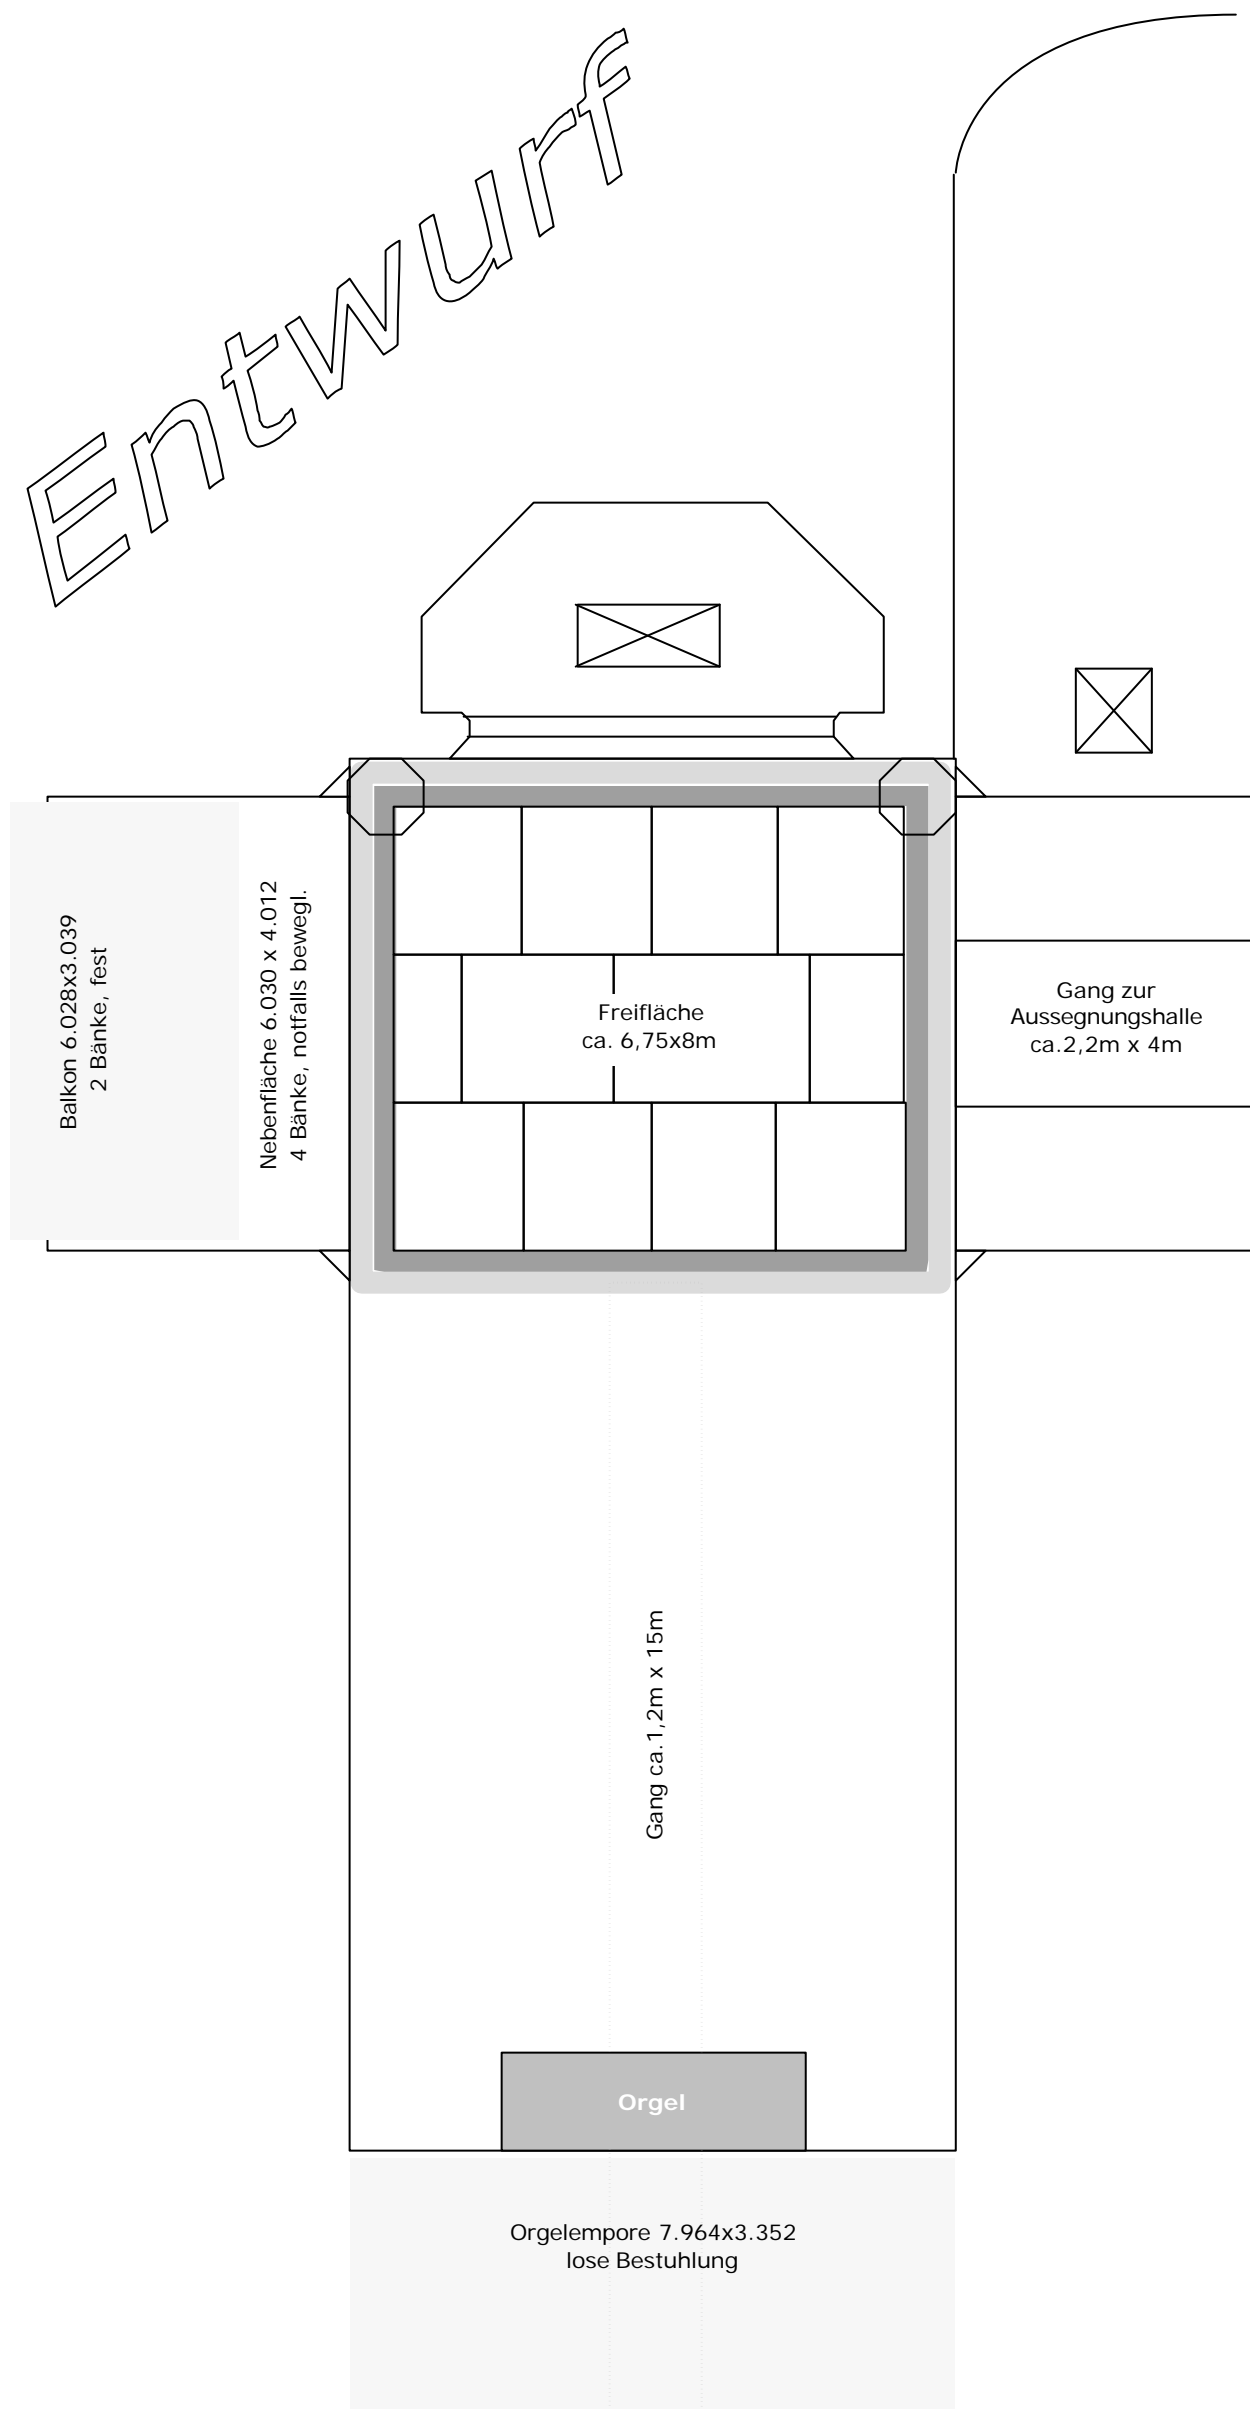 Entwurf
Balkon 6.028x3.039
2 Bänke, fest
Nebenfläche 6.030 x 4.012
4 Bänke, notfalls bewegl.
Freifläche
ca. 6,75x8m
Gang zur
Aussegnungshalle
ca.2,2m x 4m
Gang ca.1,2m x 15m
Orgel
Orgelempore 7.964x3.352
lose Bestuhlung